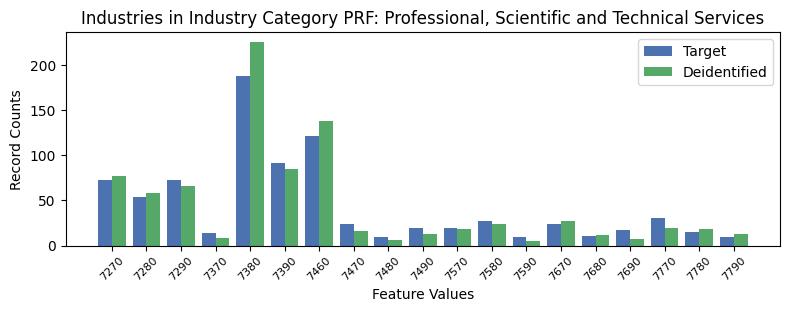 Industries in Industry Category PRF: Professional, Scientific and Technical Services
Target
Deidentified
Record Counts
200
150
100
50
0
7270 7280 7290 7370 7380 7390 7460 7470 7480 7490 7570 7580 7590 7670 7680 7690 7770 7780 7790
Feature Values